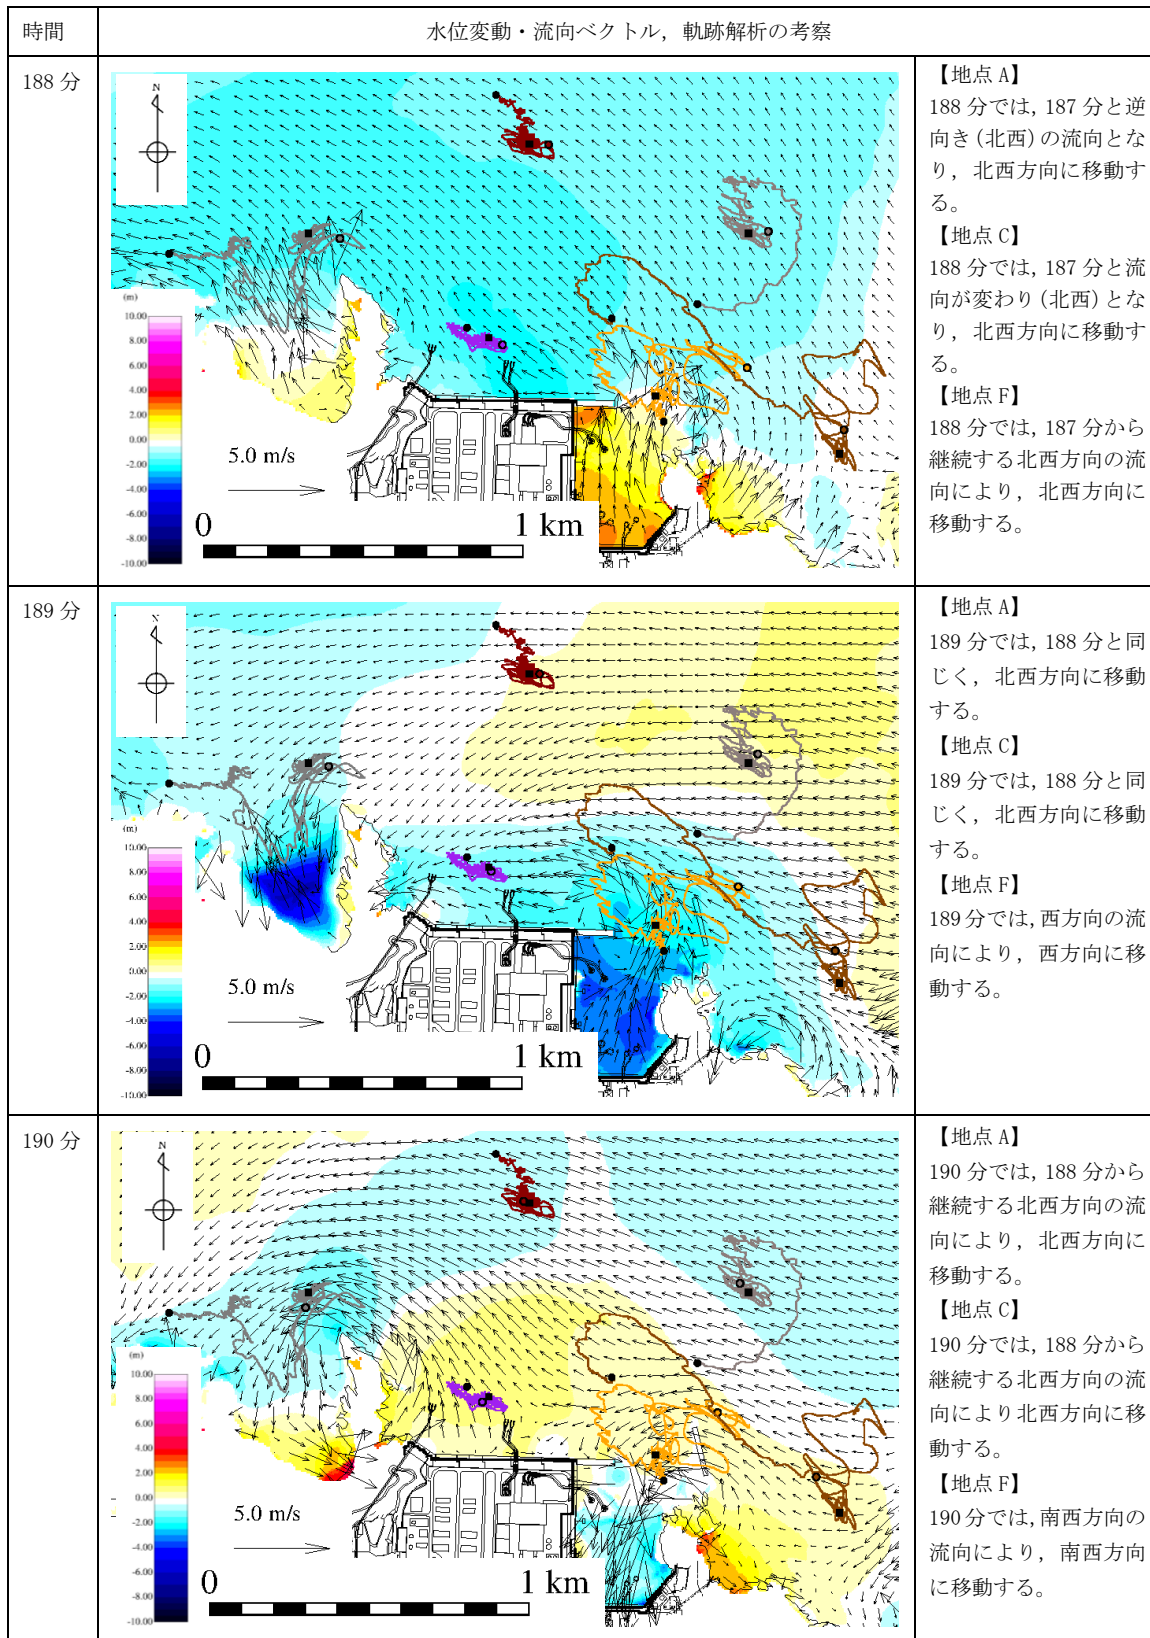 時間
水位変動・流向ベクトル，軌跡解析の考察
188 分
N
(m)
10.00
8.00
6.00
4.00
2.00
0.00
-2.00
-4.00
-6.00
-8.00
-10.00
5.0 m/s
0
1 km
【地点 A】
188 分では，187 分と逆
向き（北西）の流向とな
り，北西方向に移動す
る。
【地点 C】
188 分では，187 分と流
向が変わり（北西）とな
り，北西方向に移動す
る。
【地点 F】
188 分では，187 分から
継続する北西方向の流
向により，北西方向に
移動する。
189 分
N
(m)
10.00
8.00
6.00
4.00
2.00
0.00
-2.00
-4.00
-6.00
-8.00
-10.00
5.0 m/s
0
1 km
【地点 A】
189 分では，188 分と同
じく，北西方向に移動
する。
【地点 C】
189 分では，188 分と同
じく，北西方向に移動
する。
【地点 F】
189 分では，西方向の流
向により，西方向に移
動する。
190 分
N
(m)
10.00
8.00
6.00
4.00
2.00
0.00
-2.00
-4.00
-6.00
-8.00
-10.00
5.0 m/s
0
1 km
【地点 A】
190 分では，188 分から
継続する北西方向の流
向により，北西方向に
移動する。
【地点 C】
190 分では，188 分から
継続する北西方向の流
向により北西方向に移
動する。
【地点 F】
190 分では，南西方向の
流向により，南西方向
に移動する。